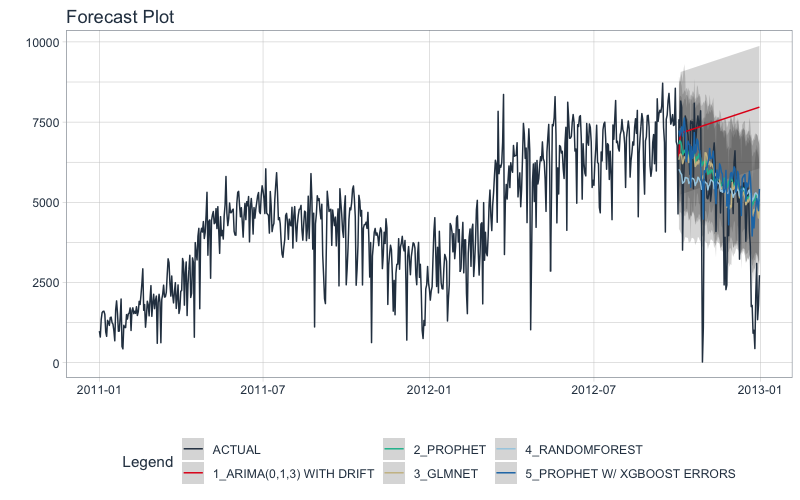 Forecast Plot
10000
7500
5000
2500
0
2011-01 2011-07 2012-01 2012-07 2013-01
Legend
ACTUAL 2_PROPHET 4_RANDOMFOREST
1_ARIMA(0,1,3) WITH DRIFT 3_GLMNET 5_PROPHET W/ XGBOOST ERRORS